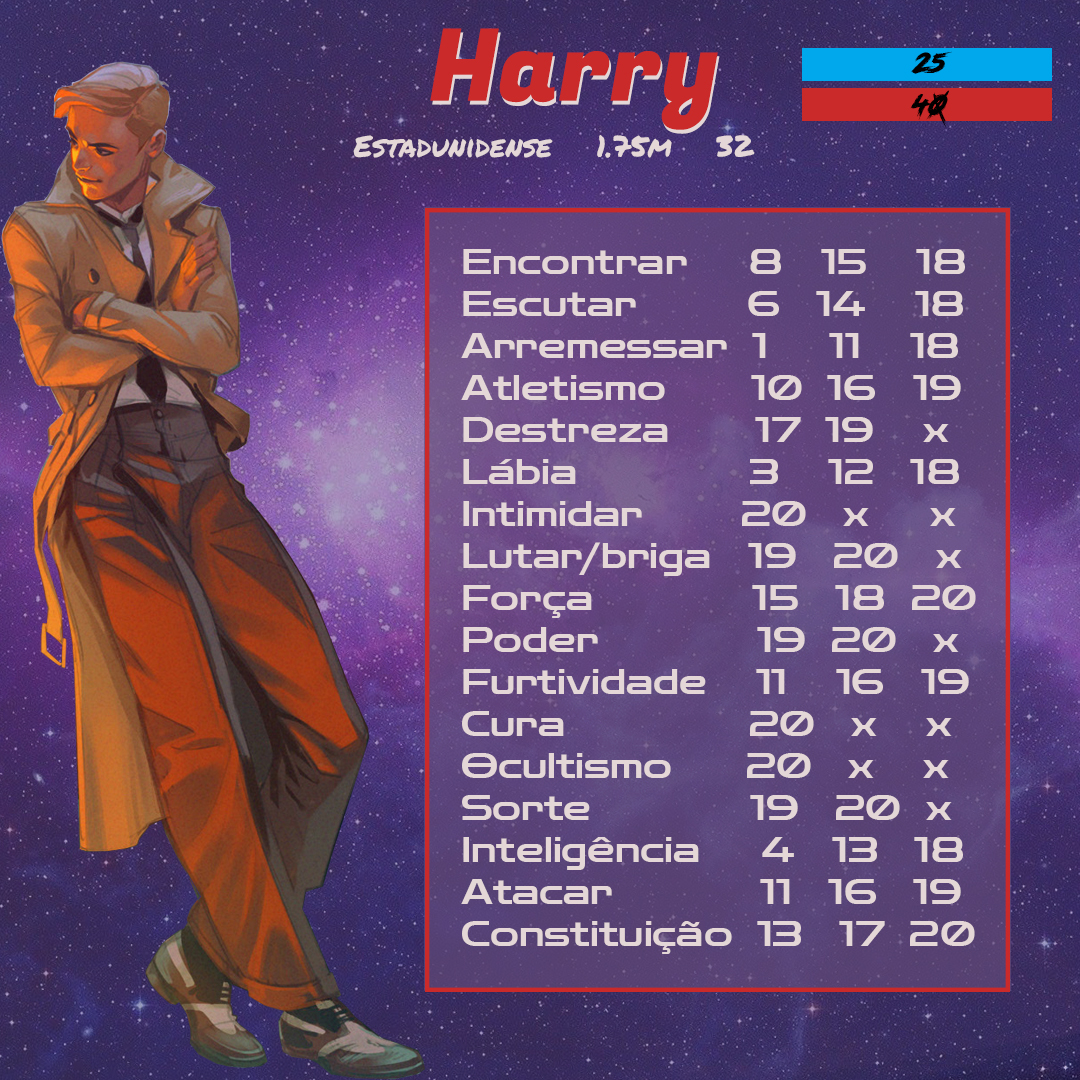 Harry
25
40
Estadunidense 1.75m 32
Encontrar 8 15 18
Escutar 6 14 18
Arremessar 1 11 18
Atletismo 10 16 19
Destreza 17 19 x
Lábia 3 12 18
Intimidar 20 x x
Lutar/briga 19 20 x
Força 15 18 20
Poder 19 20 x
Furtividade 11 16 19
Cura 20 x x
Ocultismo 20 x x
Sorte 19 20 x
Inteligência 4 13 18
Atacar 11 16 19
Constituição 13 17 20